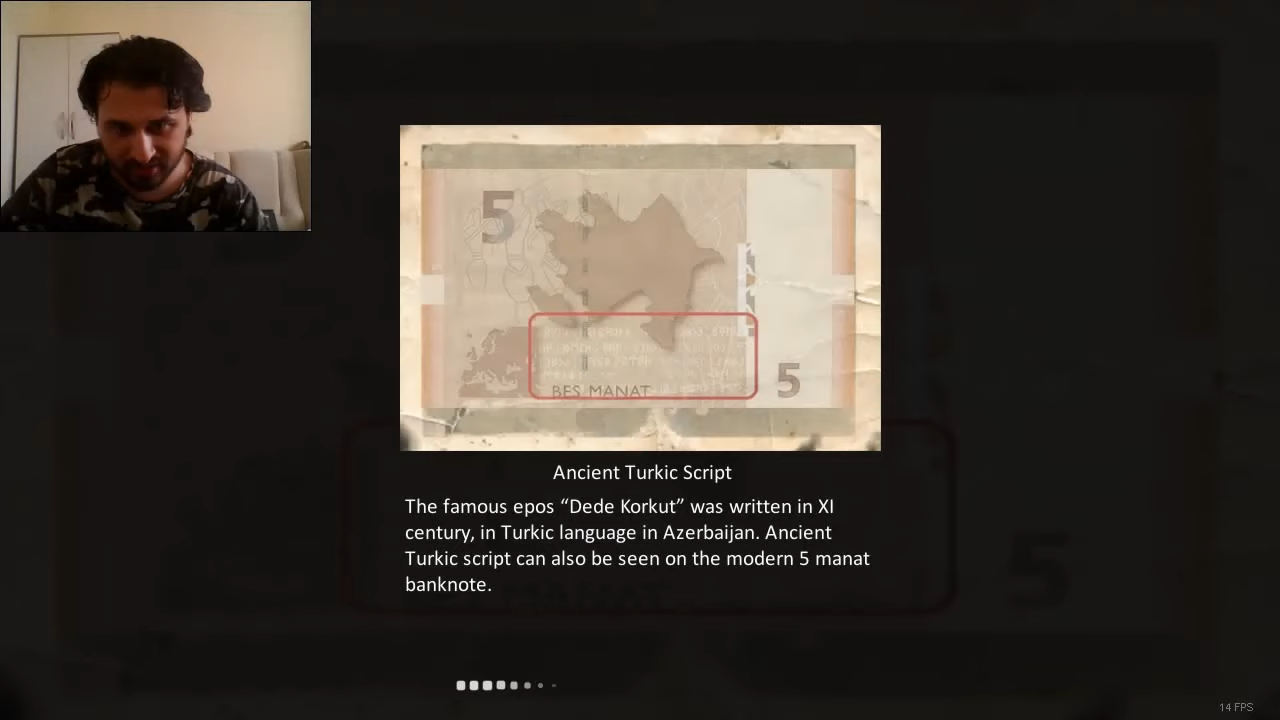 5
BES MANAT
5
Ancient Turkic Script
The famous epos “Dede Korkut” was written in XI
century, in Turkic language in Azerbaijan. Ancient
Turkic script can also be seen on the modern 5 manat
banknote.
14 FPS